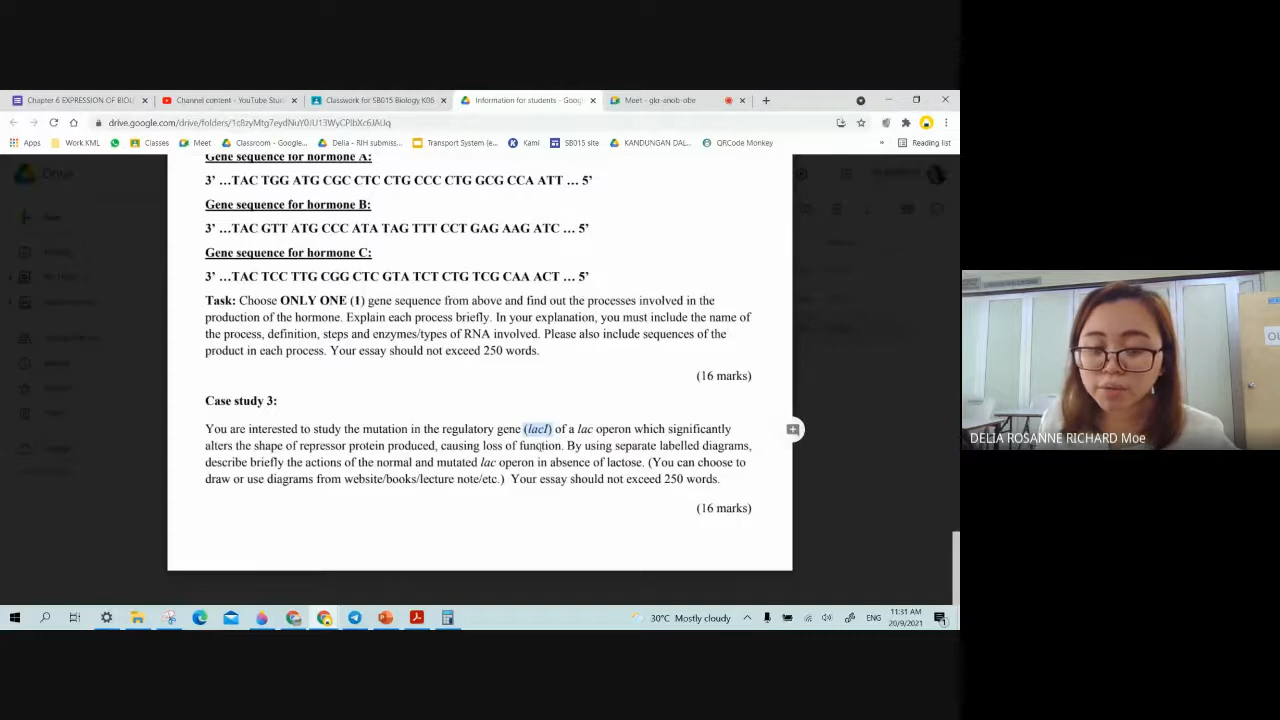 Chapter 6 EXPRESSION OF BIOL
Channel content - YouTube Stud
Classwork for SB015 Biology K06
Information for students - Goog
Meet - gkr-anob-obe
drive.google.com/drive/folders/
Apps
Work KML
Classes
Meet
Classroom - Google...
Delia - RIH submiss...
Transport System (e...
Kami
SB015 site
KANDUNGAN DAL...
QRCode Monkey
»
Reading list
Drive
Gene sequence for hormone A:
3’ …TAC TGG ATG CGC CTC CTG CCC CTG GCG CCA ATT … 5’
Gene sequence for hormone B:
3’ …TAC GTT ATG CCC ATA TAG TTT CCT GAG AAG ATC … 5’
Gene sequence for hormone C:
3’ …TAC TCC TTG CGG CTC GTA TCT CTG TCG CAA ACT … 5’
Task: Choose ONLY ONE (1) gene sequence from above and find out the processes involved in the
production of the hormone. Explain each process briefly. In your explanation, you must include the name of
the process, definition, steps and enzymes/types of RNA involved. Please also include sequences of the
product in each process. Your essay should not exceed 250 words.
(16 marks)
Case study 3:
You are interested to study the mutation in the regulatory gene (lacI) of a lac operon which significantly
alters the shape of repressor protein produced, causing loss of function. By using separate labelled diagrams,
describe briefly the actions of the normal and mutated lac operon in absence of lactose. (You can choose to
draw or use diagrams from website/books/lecture note/etc.) Your essay should not exceed 250 words.
(16 marks)
DELIA ROSANNE RICHARD Moe
30°C Mostly cloudy
ENG
11:31 AM
20/9/2021